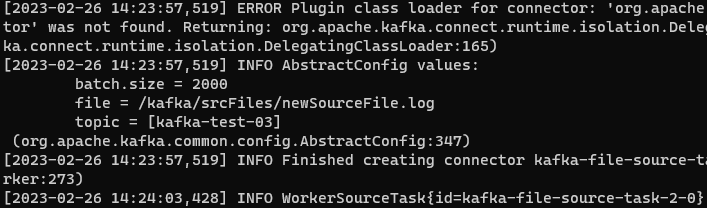 [2023-02-26 14:23:57,519] ERROR Plugin class loader for connector: 'org.apache
tor' was not found. Returning: org.apache.kafka.connect.runtime.isolation.Dele
ka.connect.runtime.isolation.DelegatingClassLoader:165)
[2023-02-26 14:23:57,519] INFO AbstractConfig values:
        batch.size = 2000
        file = /kafka/srcFiles/newSourceFile.log
        topic = [kafka-test-03]
 (org.apache.kafka.common.config.AbstractConfig:347)
[2023-02-26 14:23:57,519] INFO Finished creating connector kafka-file-source-ta
rker:273)
[2023-02-26 14:24:03,428] INFO WorkerSourceTask{id=kafka-file-source-task-2-0}